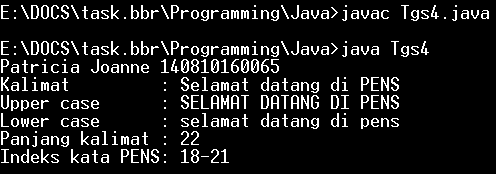 E:\DOCS\task.bbr\Programming\Java>javac Tgs4.java
E:\DOCS\task.bbr\Programming\Java>java Tgs4
Patricia Joanne 140810160065
Kalimat : Selamat datang di PENS
Upper case : SELAMAT DATANG DI PENS
Lower case : selamat datang di pens
Panjang kalimat : 22
Indeks kata PENS: 18-21